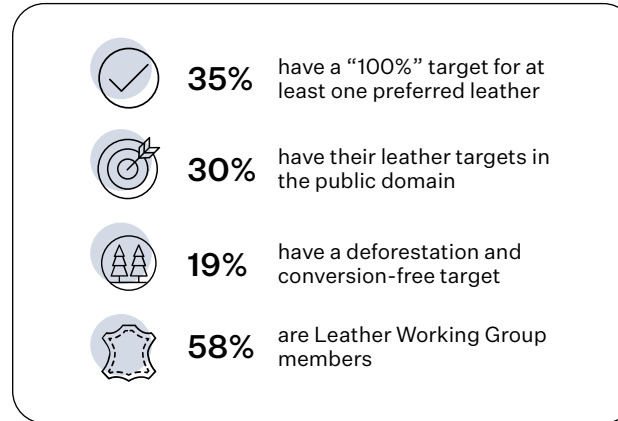 35% have a “100%” target for at
least one preferred leather
30% have their leather targets in
the public domain
19% have a deforestation and
conversion-free target
58% are Leather Working Group
members